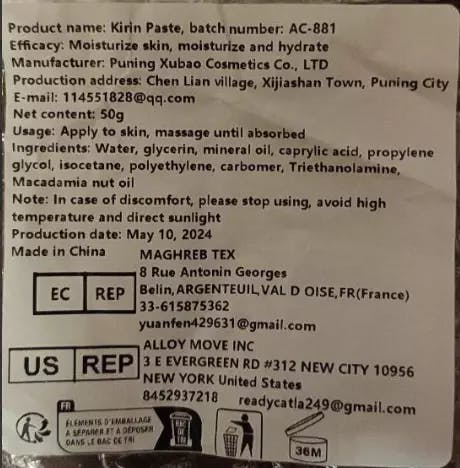 Product name: Kirin Paste, batch number: AC-881
Efficacy: Moisturize skin, moisturize and hydrate
Manufacturer: Puning Xubao Cosmetics Co., LTD
Production address: Chen Lian village, Xijiashan Town, Puning City
E-mail: 114551828@qq.com
Net content: 50g
Usage: Apply to skin, massage until absorbed
Ingredients: Water, glycerin, mineral oil, caprylic acid, propylene
glycol, isocetane, polyethylene, carbomer, Triethanolamine,
Macadamia nut oil
Note: In case of discomfort, please stop using, avoid high
temperature and direct sunlight
Production date: May 10, 2024
Made in China
MAGHREB TEX
8 Rue Antonin Georges
Belin,ARGENTEUIL,VAL D OISE,FR(France)
33-615875362
yuanfen429631@gmail.com
EC REP
ALLOY MOVE INC
3 E EVERGREEN RD #312 NEW CITY 10956
NEW YORK United States
8452937218 readycatla249@gmail.com
US REP
FR
ÉLÉMENTS D'EMBALLAGE
À SÉPARER ET À DÉPOSER
DANS LE BAC DE TRI
36M